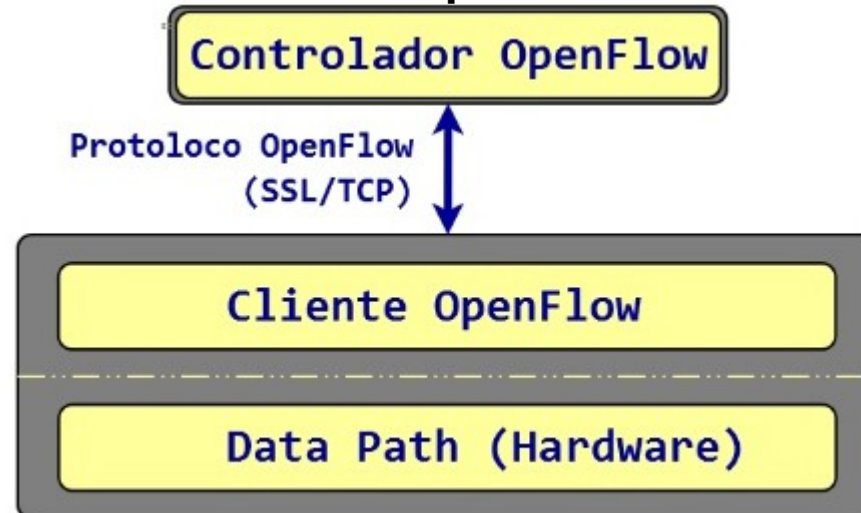 Controlador OpenFlow
Protoloco OpenFlow
(SSL/TCP)
Cliente OpenFlow
Data Path (Hardware)